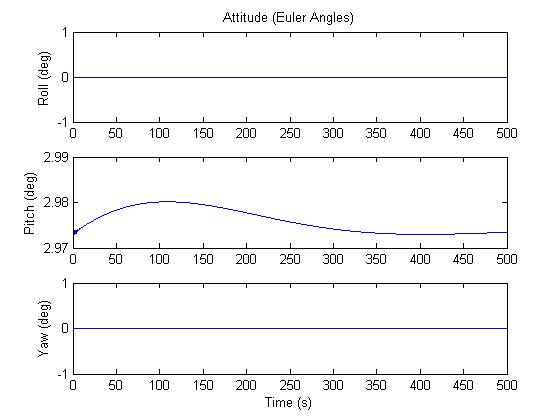 Attitude (Euler Angles)
Roll (deg)
1
0
-1
0 50 100 150 200 250 300 350 400 450 500
Pitch (deg)
2.99
2.98
2.97
0 50 100 150 200 250 300 350 400 450 500
Yaw (deg)
1
0
-1
0 50 100 150 200 250 300 350 400 450 500
Time (s)